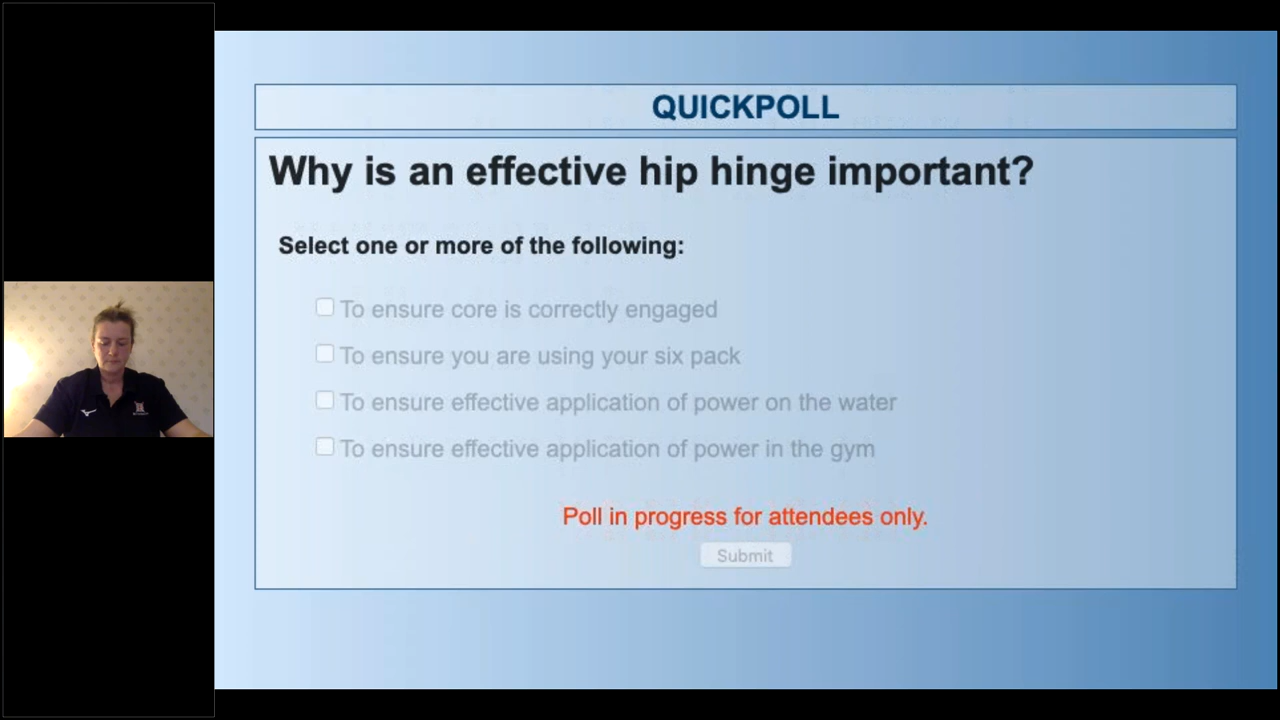 QUICKPOLL
Why is an effective hip hinge important?
Select one or more of the following:
To ensure core is correctly engaged
To ensure you are using your six pack
To ensure effective application of power on the water
To ensure effective application of power in the gym
Poll in progress for attendees only.
Submit